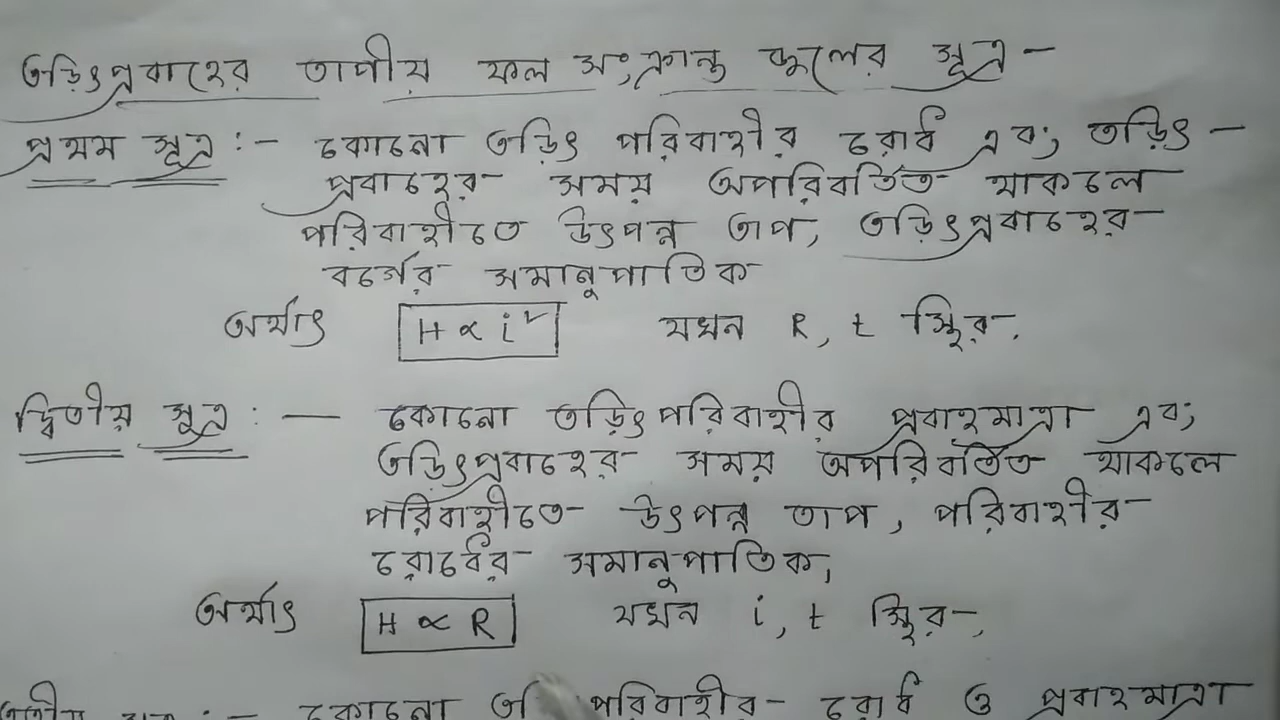 তড়িৎপ্রবাহের তাপীয় ফল সংক্রান্ত জুলের সূত্র –
প্রথম সূত্র :– কোনো তড়িৎ পরিবাহীর রোধ এবং তড়িৎ –
প্রবাহের সময় অপরিবর্তিত থাকলে
পরিবাহীতে উৎপন্ন তাপ, তড়িৎপ্রবাহের
বর্গের সমানুপাতিক
অর্থাৎ H ∝ i² যখন R, t স্থির.
দ্বিতীয় সূত্র : — কোনো তড়িৎপরিবাহীর প্রবাহমাত্রা এবং
তড়িৎপ্রবাহের সময় অপরিবর্তিত থাকলে
পরিবাহীতে উৎপন্ন তাপ, পরিবাহীর
রোধের সমানুপাতিক,
অর্থাৎ H ∝ R যখন i, t স্থির,
তৃতীয় সূত্র :– কোনো পরিবাহীর রোধ ও প্রবাহমাত্রা